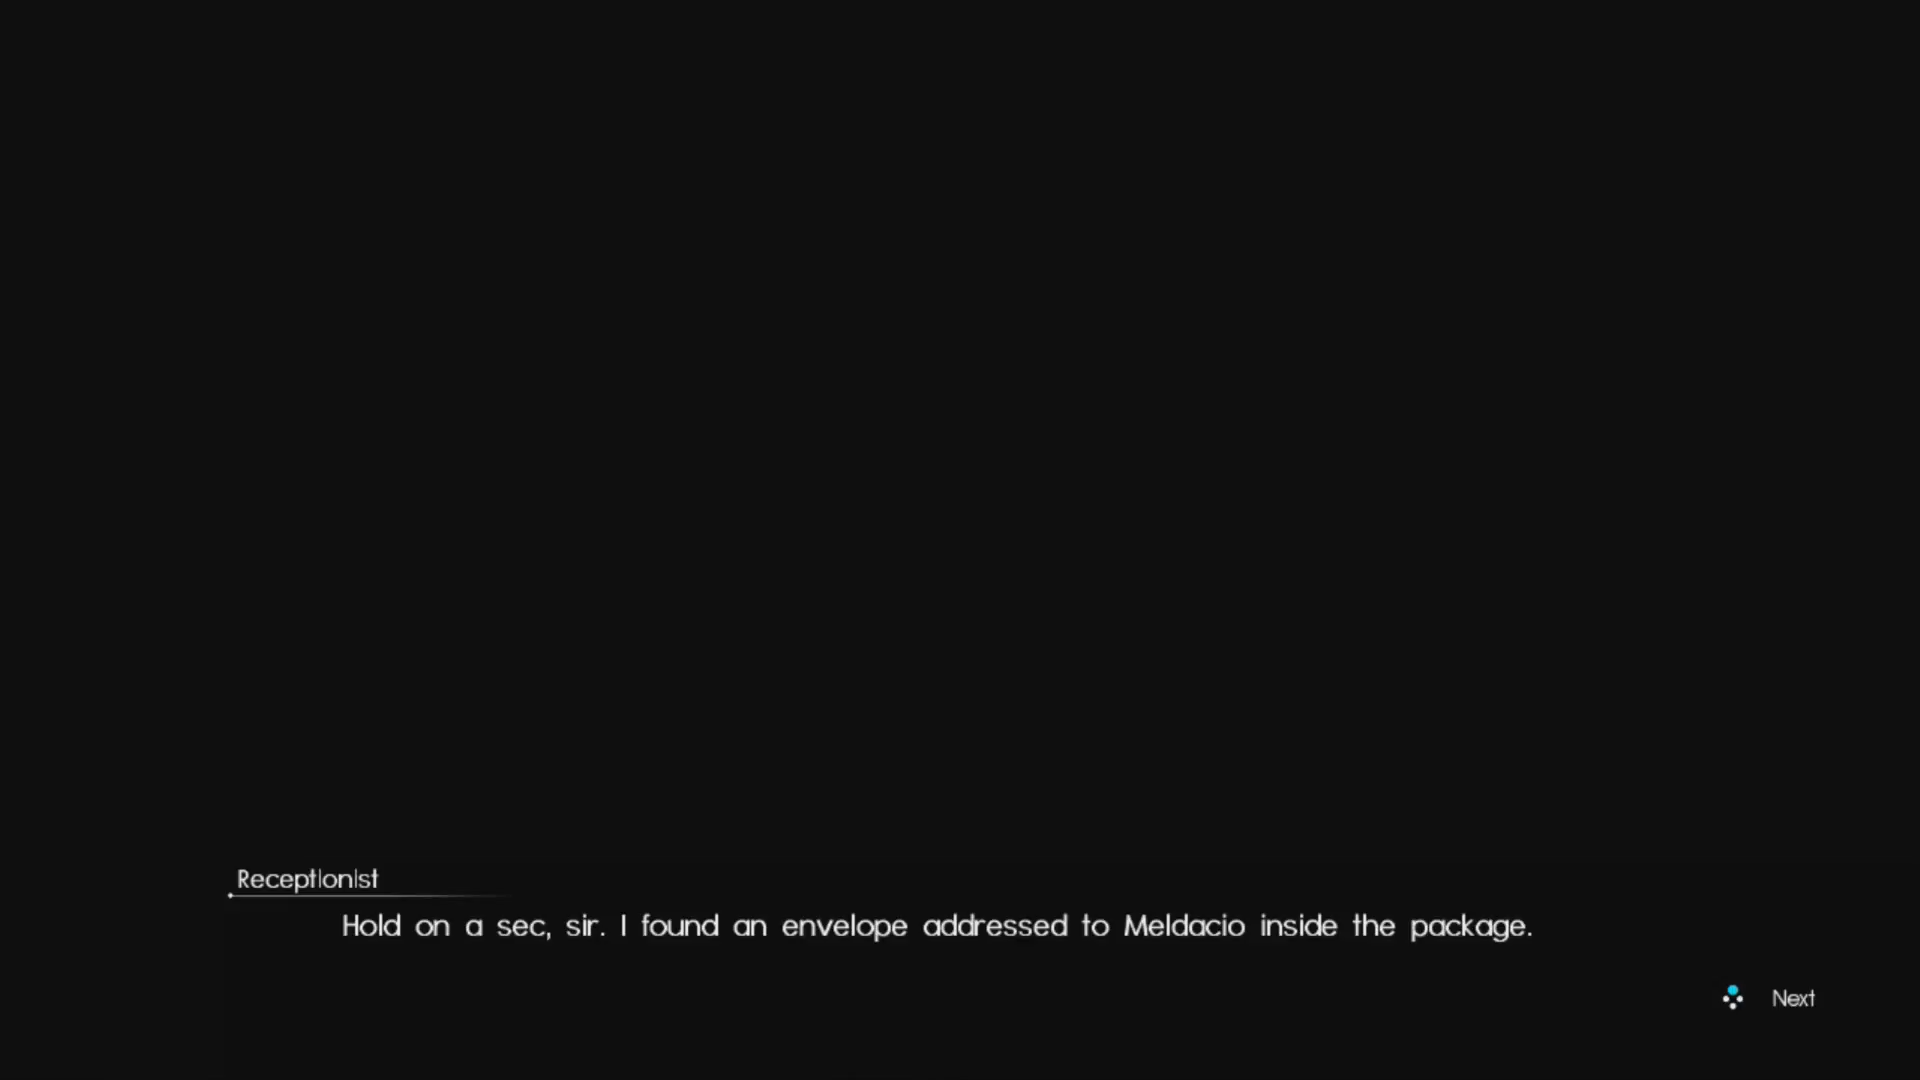 Receptionist
Hold on a sec, sir. I found an envelope addressed to Meldacio inside the package.
Next